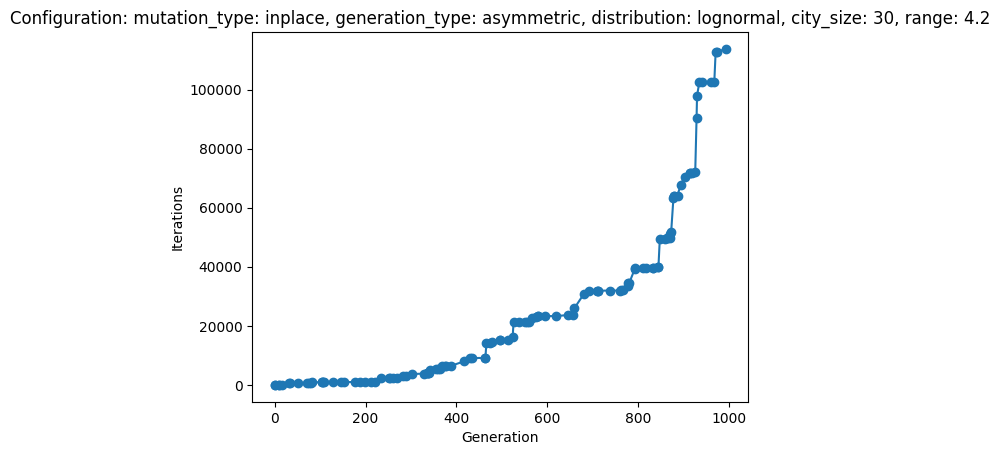 Configuration: mutation_type: inplace, generation_type: asymmetric, distribution: lognormal, city_size: 30, range: 4.2
100000
80000
60000
40000
20000
0
Iterations
0 200 400 600 800 1000
Generation